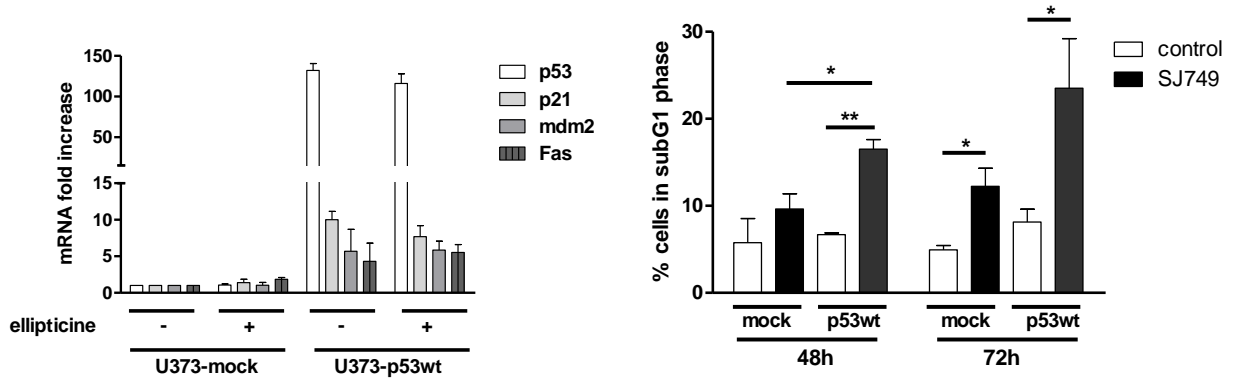 mRNA fold increase
150
100
50
15
10
5
0
p53
p21
mdm2
Fas
ellipticine - + - +
U373-mock U373-p53wt
% cells in subG1 phase
30
20
10
0
*
**
*
*
control
SJ749
mock p53wt mock p53wt
48h 72h